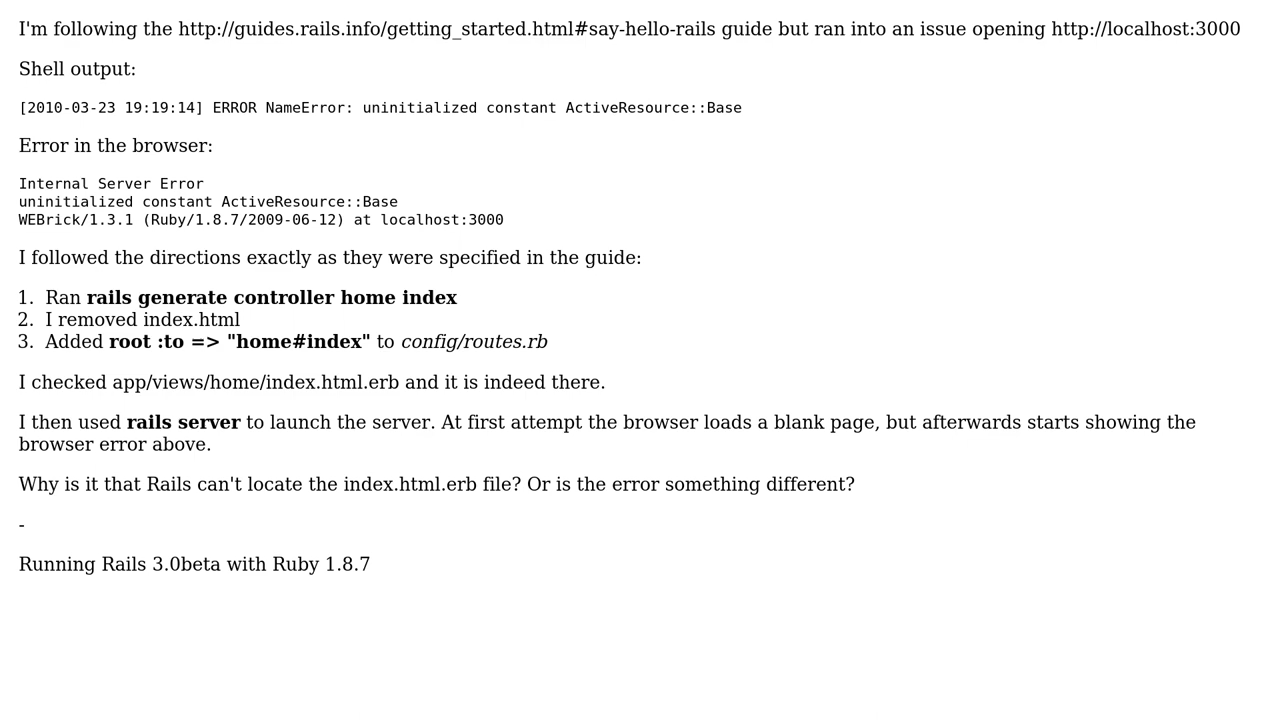 I'm following the http://guides.rails.info/getting_started.html#say-hello-rails guide but ran into an issue opening http://localhost:3000
Shell output:
[2010-03-23 19:19:14] ERROR NameError: uninitialized constant ActiveResource::Base
Error in the browser:
Internal Server Error
uninitialized constant ActiveResource::Base
WEBrick/1.3.1 (Ruby/1.8.7/2009-06-12) at localhost:3000
I followed the directions exactly as they were specified in the guide:
1. Ran rails generate controller home index
2. I removed index.html
3. Added root :to => "home#index" to config/routes.rb
I checked app/views/home/index.html.erb and it is indeed there.
I then used rails server to launch the server. At first attempt the browser loads a blank page, but afterwards starts showing the
browser error above.
Why is it that Rails can't locate the index.html.erb file? Or is the error something different?
-
Running Rails 3.0beta with Ruby 1.8.7